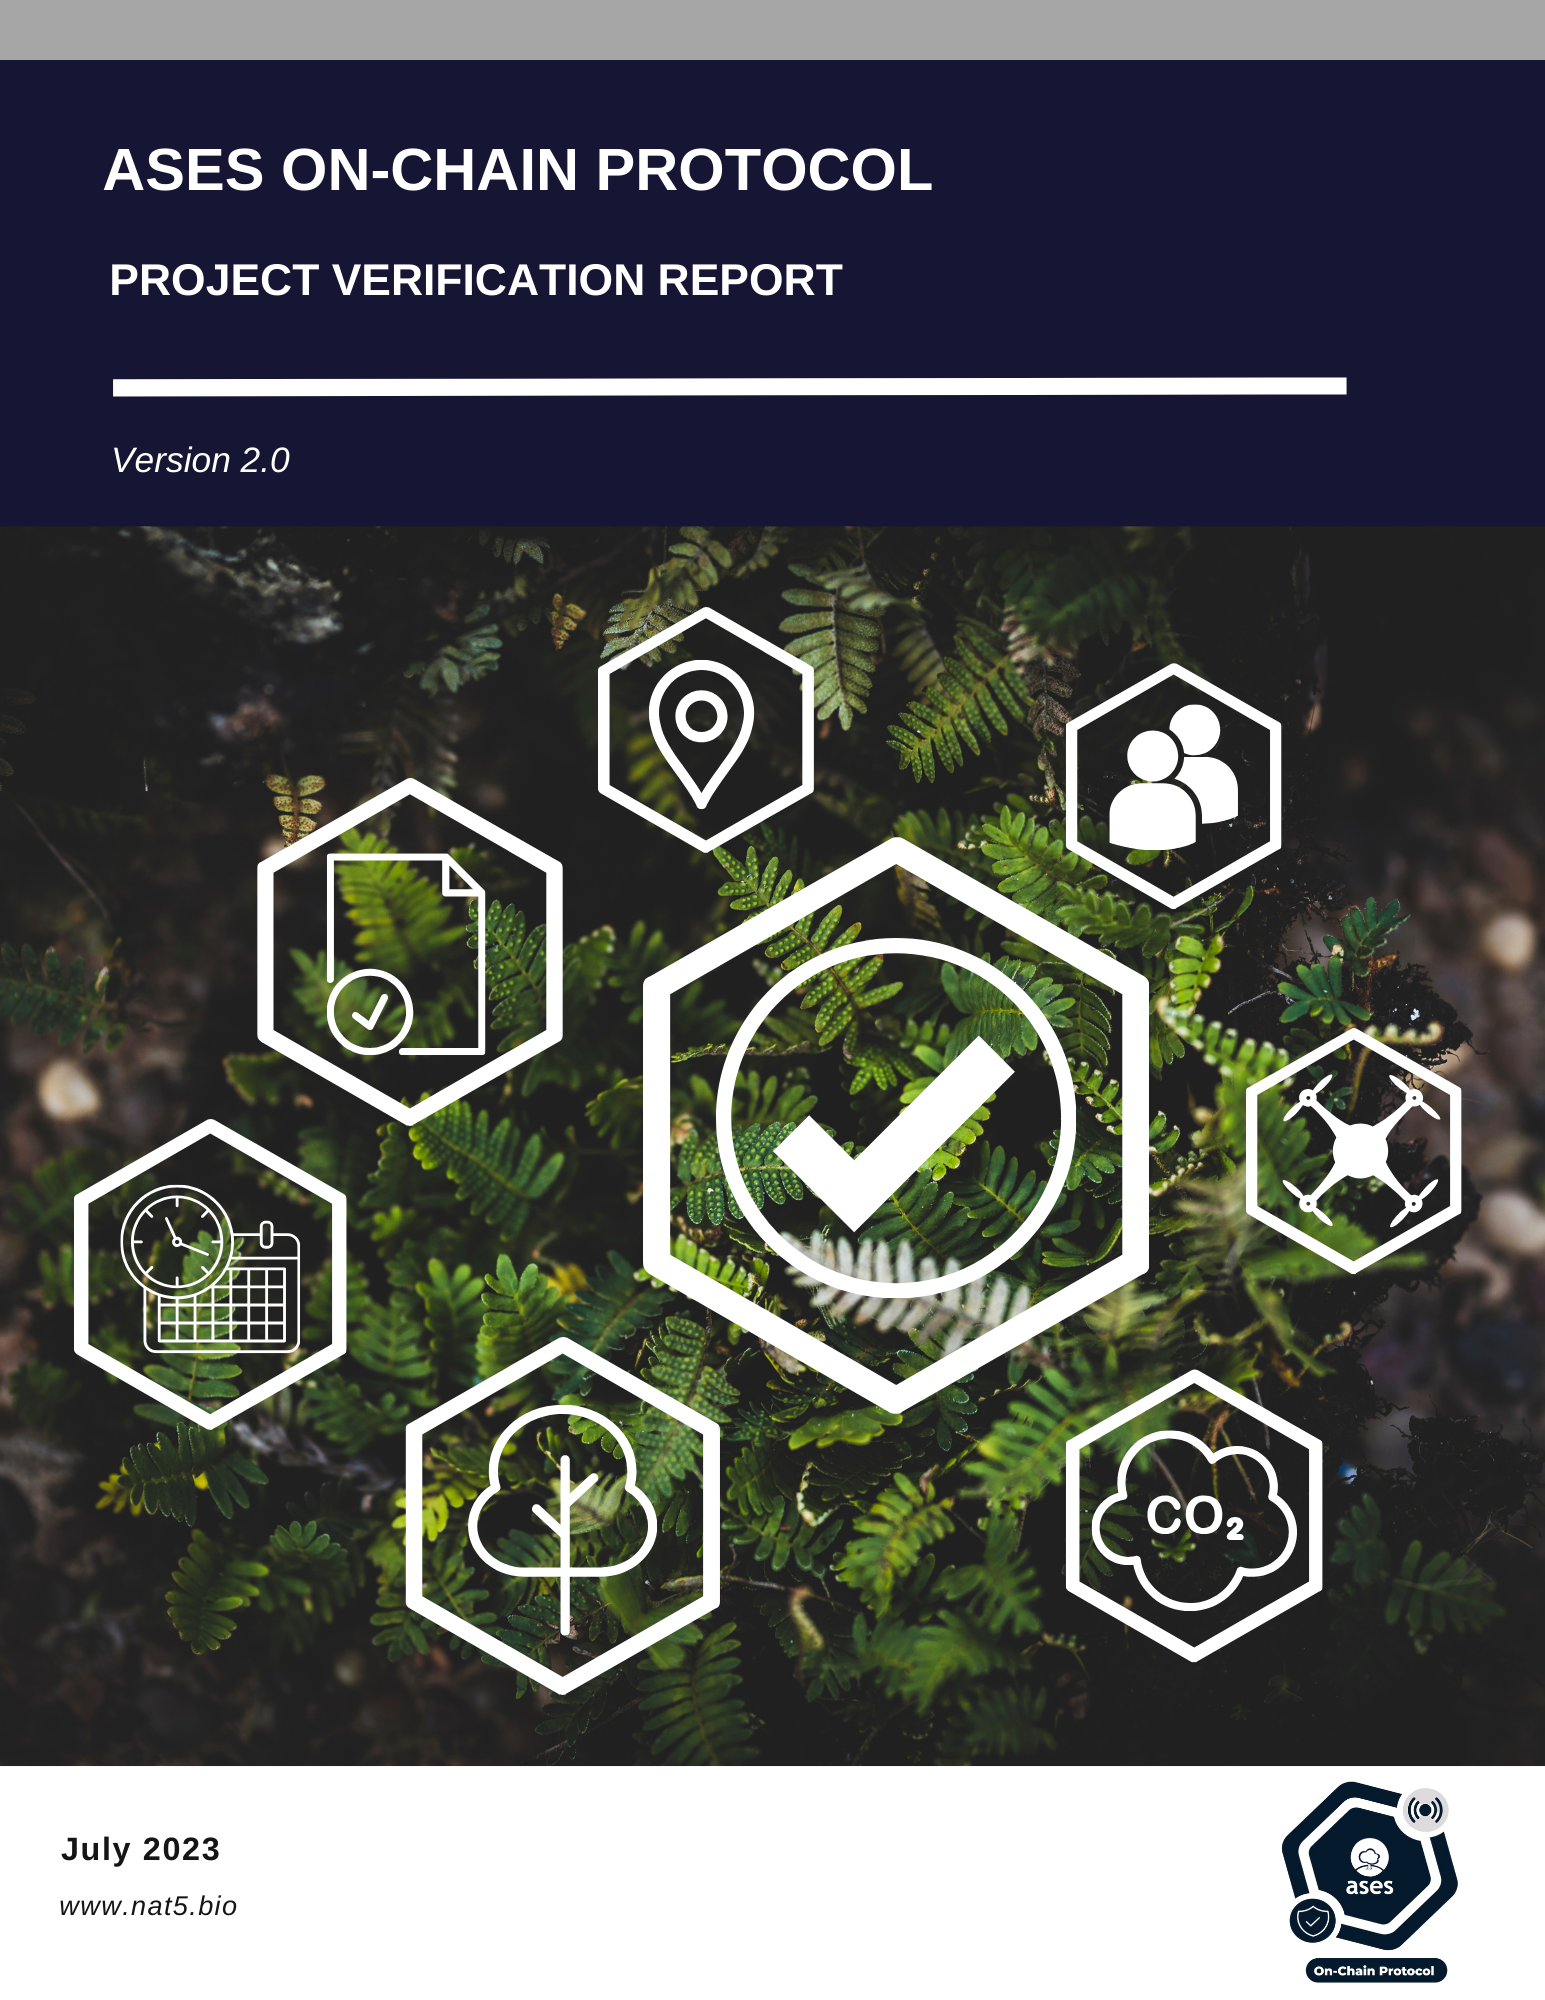 ASES ON-CHAIN PROTOCOL
PROJECT VERIFICATION REPORT
Version 2.0
CO₂
July 2023
www.nat5.bio
ases
On-Chain Protocol